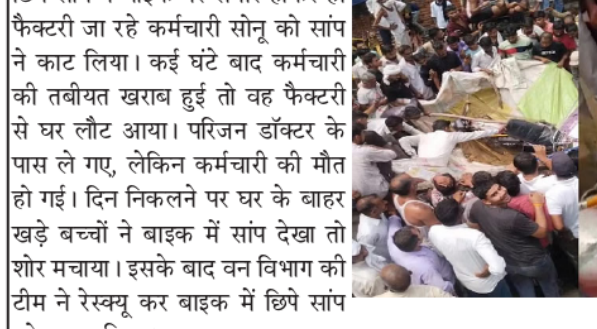 फैक्टरी जा रहे कर्मचारी सोनू को सांप
ने काट लिया। कई घंटे बाद कर्मचारी
की तबीयत खराब हुई तो वह फैक्टरी
से घर लौट आया। परिजन डॉक्टर के
पास ले गए, लेकिन कर्मचारी की मौत
हो गई। दिन निकलने पर घर के बाहर
खड़े बच्चों ने बाइक में सांप देखा तो
शोर मचाया। इसके बाद वन विभाग की
टीम ने रेस्क्यू कर बाइक में छिपे सांप